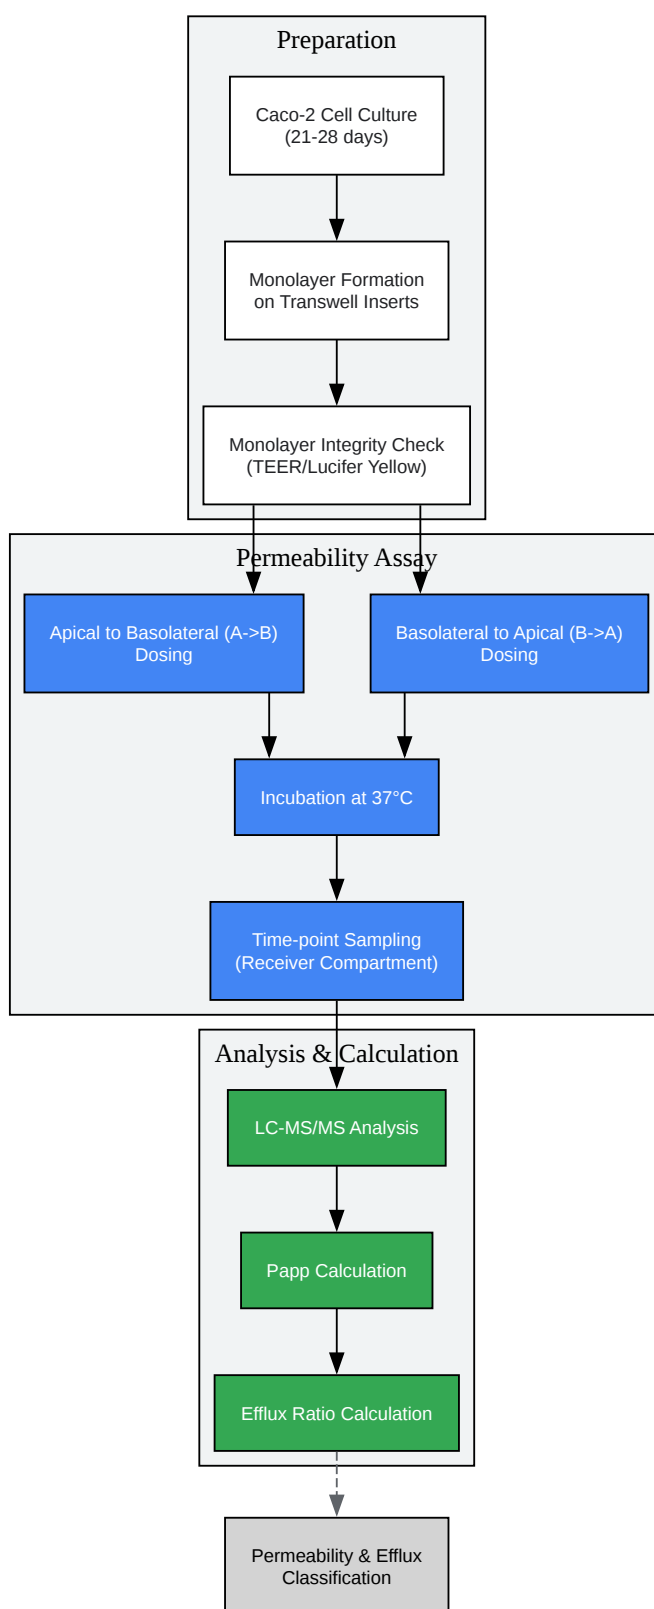 Preparation
Caco-2 Cell Culture
(21-28 days)
Monolayer Formation
on Transwell Inserts
Monolayer Integrity Check
(TEER/Lucifer Yellow)
Permeability Assay
Apical to Basolateral (A->B)
Dosing
Basolateral to Apical (B->A)
Dosing
Incubation at 37°C
Time-point Sampling
(Receiver Compartment)
Analysis & Calculation
LC-MS/MS Analysis
Papp Calculation
Efflux Ratio Calculation
Permeability & Efflux
Classification